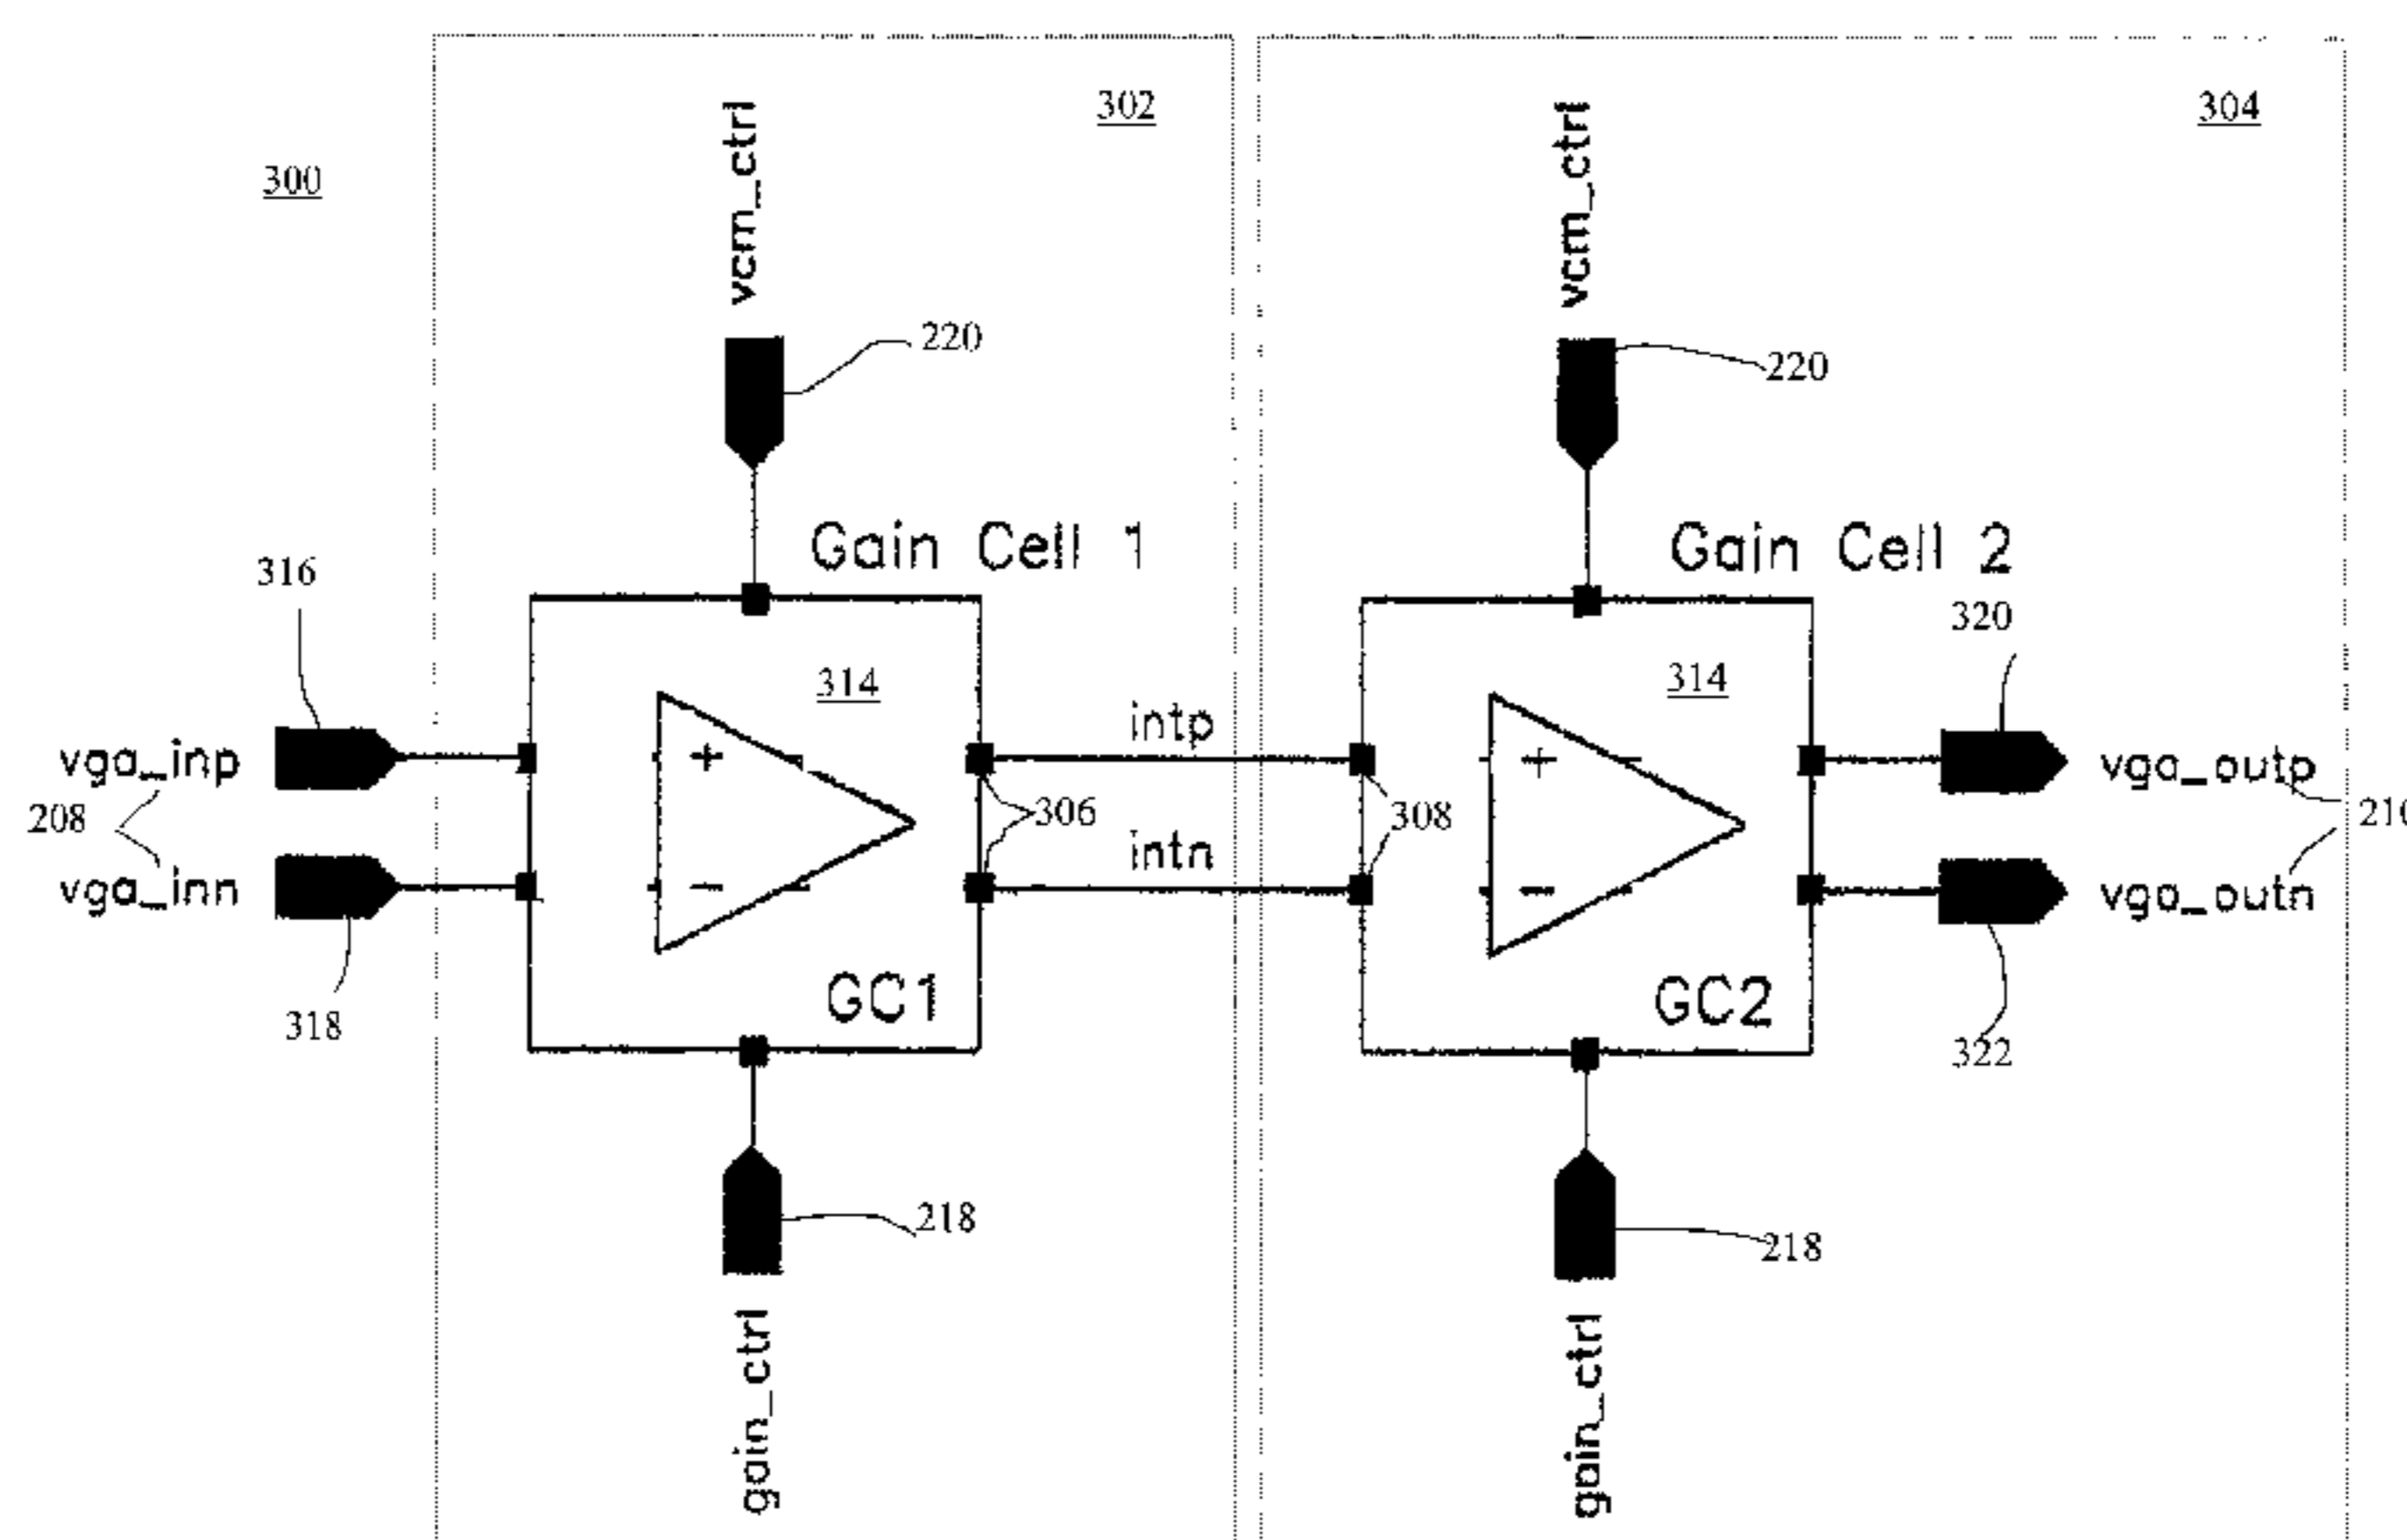 302
304
300
vcm_ctrl
vcm_ctrl
220
220
Gain Cell 1
Gain Cell 2
316
320
314
314
vga_inp
intp
vga_outp
208
306
308
210
vga_inn
intn
vga_outn
GC1
GC2
318
322
218
218
gain_ctrl
gain_ctrl
+
−
+
−